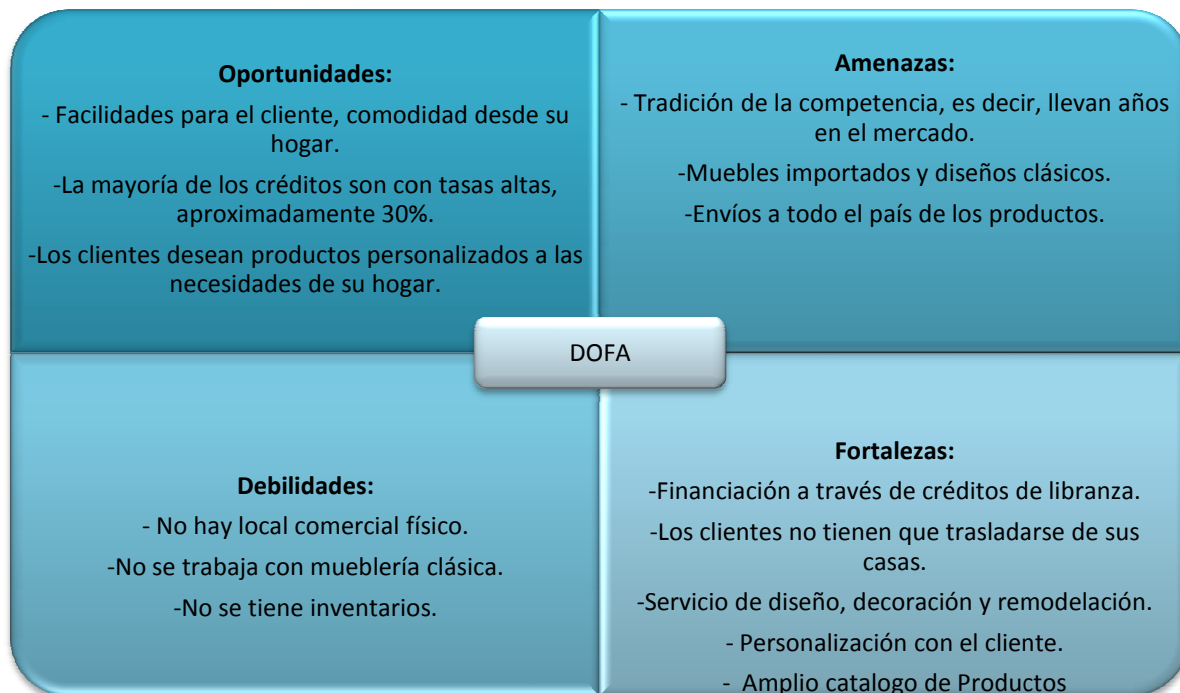 Oportunidades:
- Facilidades para el cliente, comodidad desde su
hogar.
-La mayoría de los créditos son con tasas altas,
aproximadamente 30%.
-Los clientes desean productos personalizados a las
necesidades de su hogar.
Amenazas:
- Tradición de la competencia, es decir, llevan años
en el mercado.
-Muebles importados y diseños clásicos.
-Envíos a todo el país de los productos.
DOFA
Debilidades:
- No hay local comercial físico.
-No se trabaja con mueblería clásica.
-No se tiene inventarios.
Fortalezas:
-Financiación a través de créditos de libranza.
-Los clientes no tienen que trasladarse de sus
casas.
-Servicio de diseño, decoración y remodelación.
- Personalización con el cliente.
- Amplio catalogo de Productos